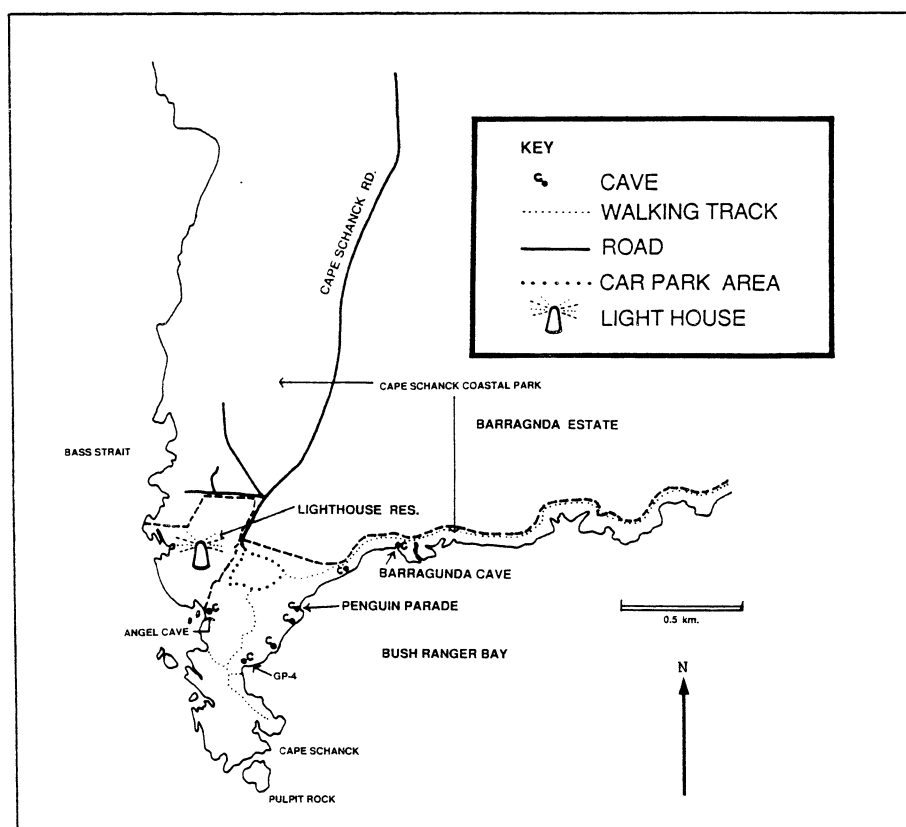 KEY
CAVE
WALKING TRACK
ROAD
CAR PARK AREA
LIGHT HOUSE
CAPE SCHANCK RD.
CAPE SCHANCK COASTAL PARK
BARRAGNDA ESTATE
BASS STRAIT
LIGHTHOUSE RES.
BARRAGUNDA CAVE
PENGUIN PARADE
0.5 km.
ANGEL CAVE
BUSH RANGER BAY
GP-4
N
CAPE SCHANCK
PULPIT ROCK
C
C
C
C
C
C
C